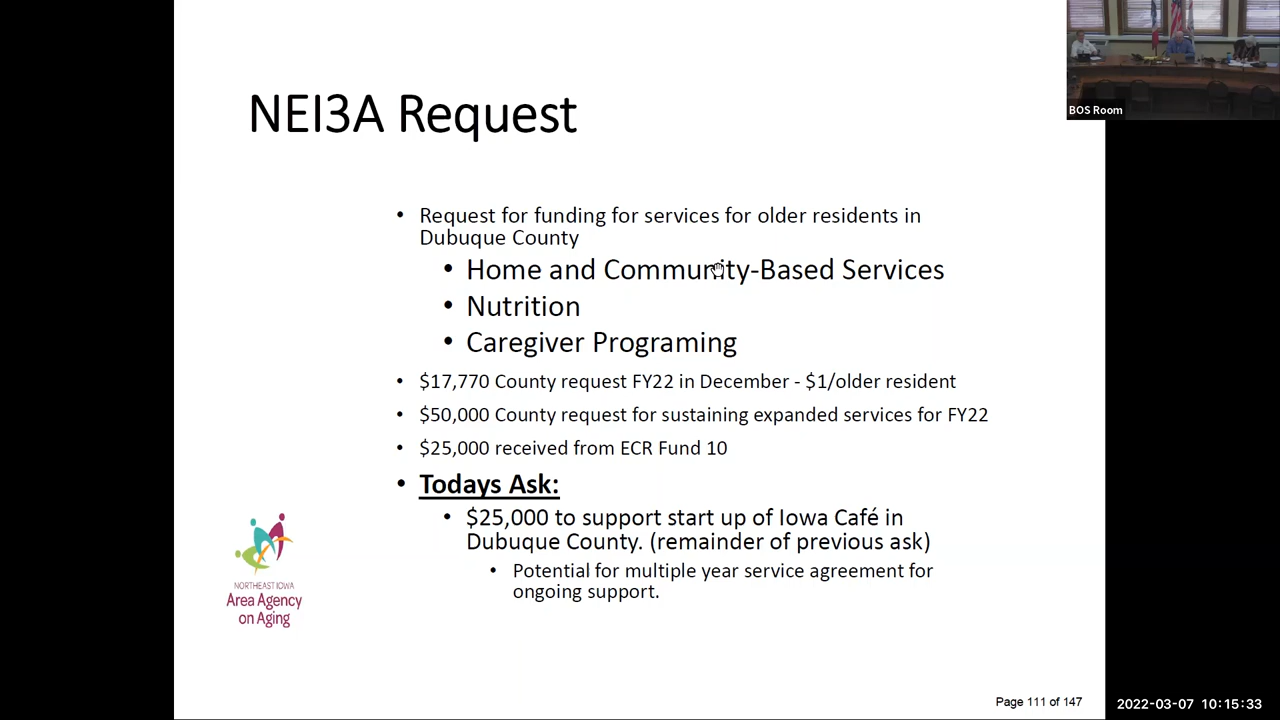 BOS Room
NEI3A Request
• Request for funding for services for older residents in
Dubuque County
• Home and Community-Based Services
• Nutrition
• Caregiver Programing
• $17,770 County request FY22 in December - $1/older resident
• $50,000 County request for sustaining expanded services for FY22
• $25,000 received from ECR Fund 10
• Todays Ask:
• $25,000 to support start up of Iowa Café in
Dubuque County. (remainder of previous ask)
• Potential for multiple year service agreement for
ongoing support.
NORTHEAST IOWA
Area Agency
on Aging
Page 111 of 147
2022-03-07 10:15:33